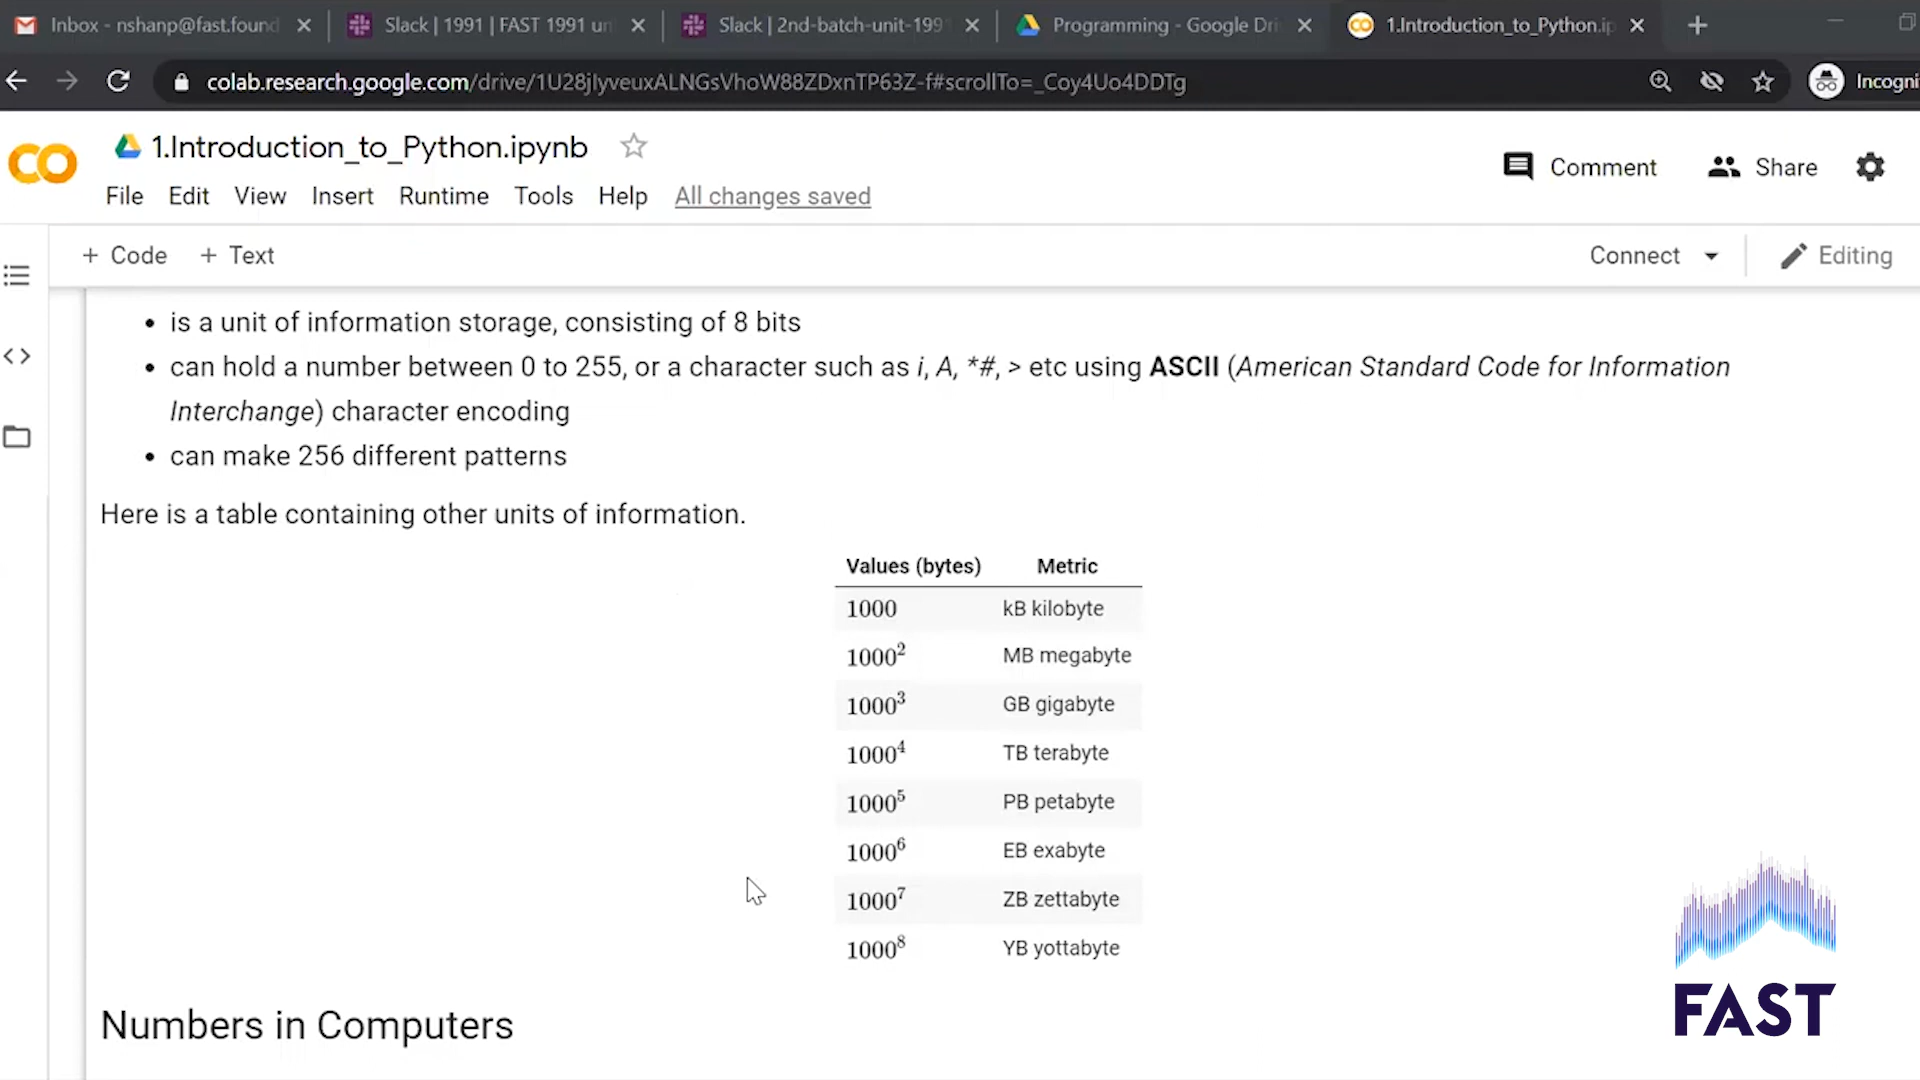 Inbox - nshanp@fast.found
Slack | 1991 | FAST 1991 un
Slack | 2nd-batch-unit-199
Programming - Google Dri
1.Introduction_to_Python.ip
colab.research.google.com/drive/1U28jIyveuxALNGsVhoW88ZDxnTP63Z-f#scrollTo=_Coy4Uo4DDTg
Incogni
1.Introduction_to_Python.ipynb
Comment
Share
File Edit View Insert Runtime Tools Help All changes saved
+ Code + Text
Connect
Editing
• is a unit of information storage, consisting of 8 bits
• can hold a number between 0 to 255, or a character such as i, A, *#, > etc using ASCII (American Standard Code for Information
Interchange) character encoding
• can make 256 different patterns
Here is a table containing other units of information.
Values (bytes) Metric
1000 kB kilobyte
1000² MB megabyte
1000³ GB gigabyte
1000⁴ TB terabyte
1000⁵ PB petabyte
1000⁶ EB exabyte
1000⁷ ZB zettabyte
1000⁸ YB yottabyte
Numbers in Computers
FAST